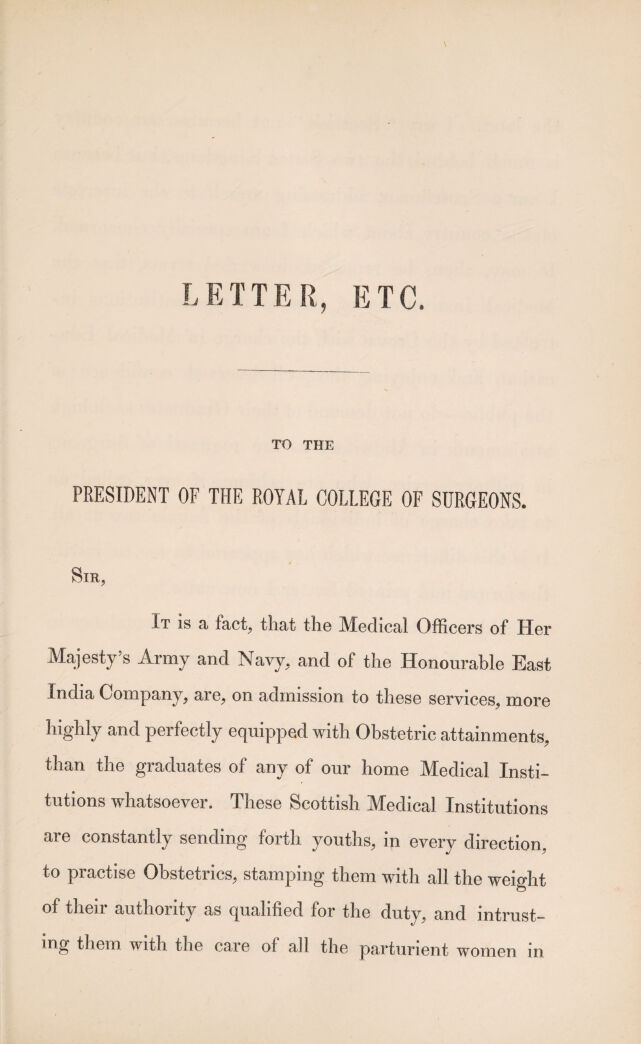 LETTER, ETC.
TO THE
PRESIDENT OF THE ROYAL COLLEGE OF SURGEONS.
SIR,
IT is a fact, that the Medical Officers of Her
Majesty's Army and Navy, and of the Honourable East
India Company, are, on admission to these services, more
highly and perfectly equipped with Obstetric attainments,
than the graduates of any of our home Medical Insti-
tutions whatsoever. These Scottish Medical Institutions
are constantly sending forth youths, in every direction,
to practise Obstetrics, stamping them with all the weight
of their authority as qualified for the duty, and intrust-
ing them with the care of all the parturient women in